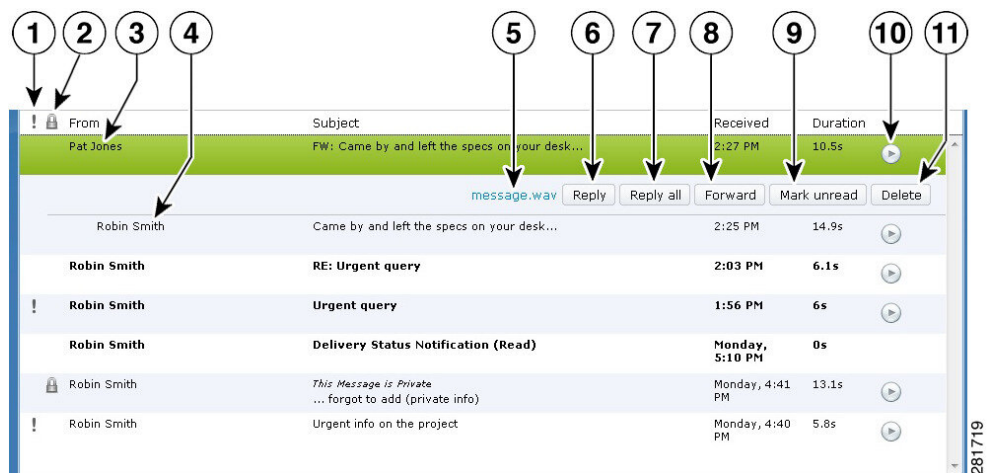 1 2 3 4 5 6 7 8 9 10 11
! From Subject Received Duration
Pat Jones FW: Came by and left the specs on your desk... 2:27 PM 10.5s
message.wav Reply Reply all Forward Mark unread Delete
Robin Smith Came by and left the specs on your desk... 2:25 PM 14.9s
Robin Smith RE: Urgent query 2:03 PM 6.1s
! Robin Smith Urgent query 1:56 PM 6s
Robin Smith Delivery Status Notification (Read) Monday, 0s
5:10 PM
Robin Smith This Message is Private Monday, 4:41 13.1s
... forgot to add (private info) PM
! Robin Smith Urgent info on the project Monday, 4:40 5.8s
PM
281719